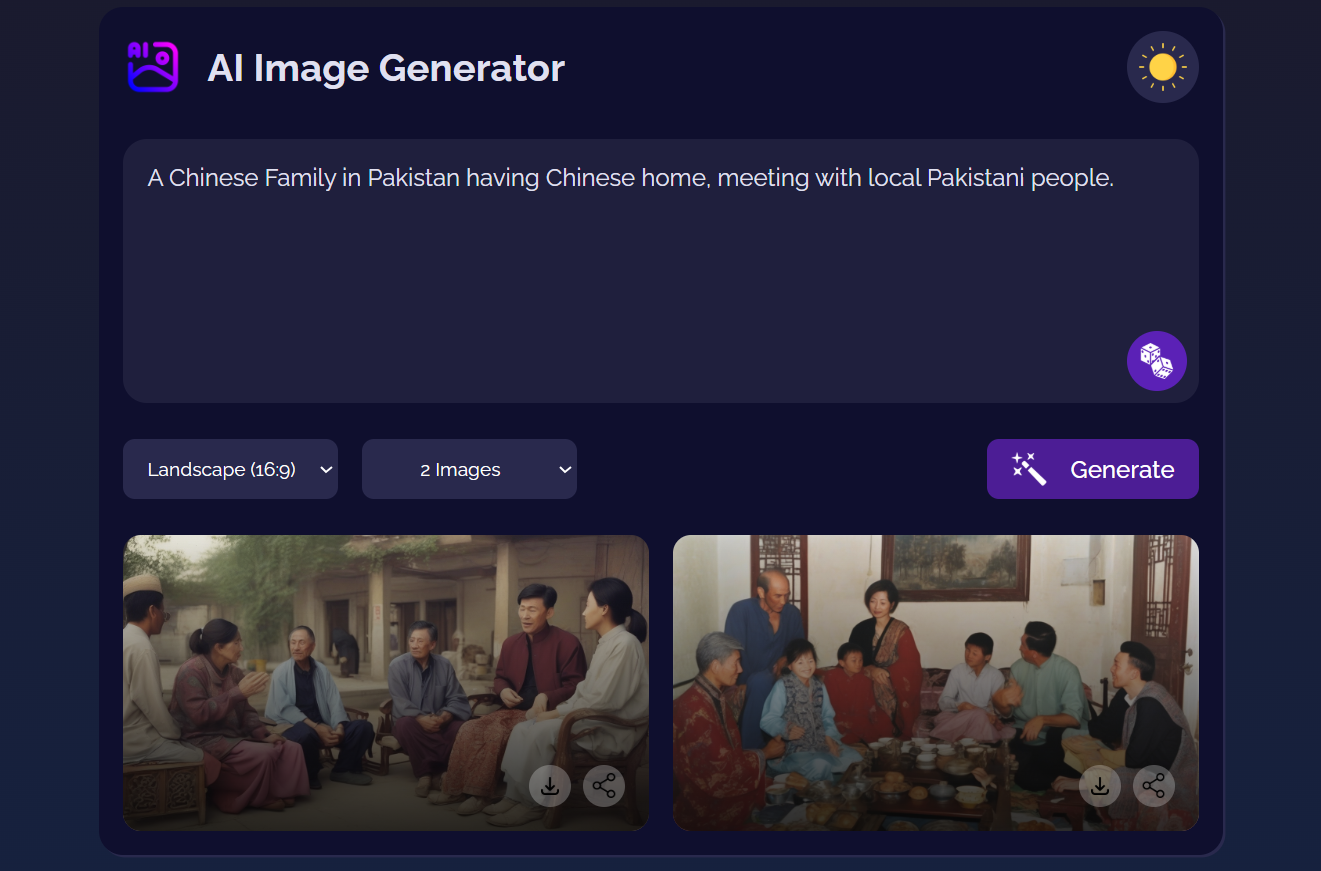 AI
AI Image Generator
A Chinese Family in Pakistan having Chinese home, meeting with local Pakistani people.
Landscape (16:9)
2 Images
Generate